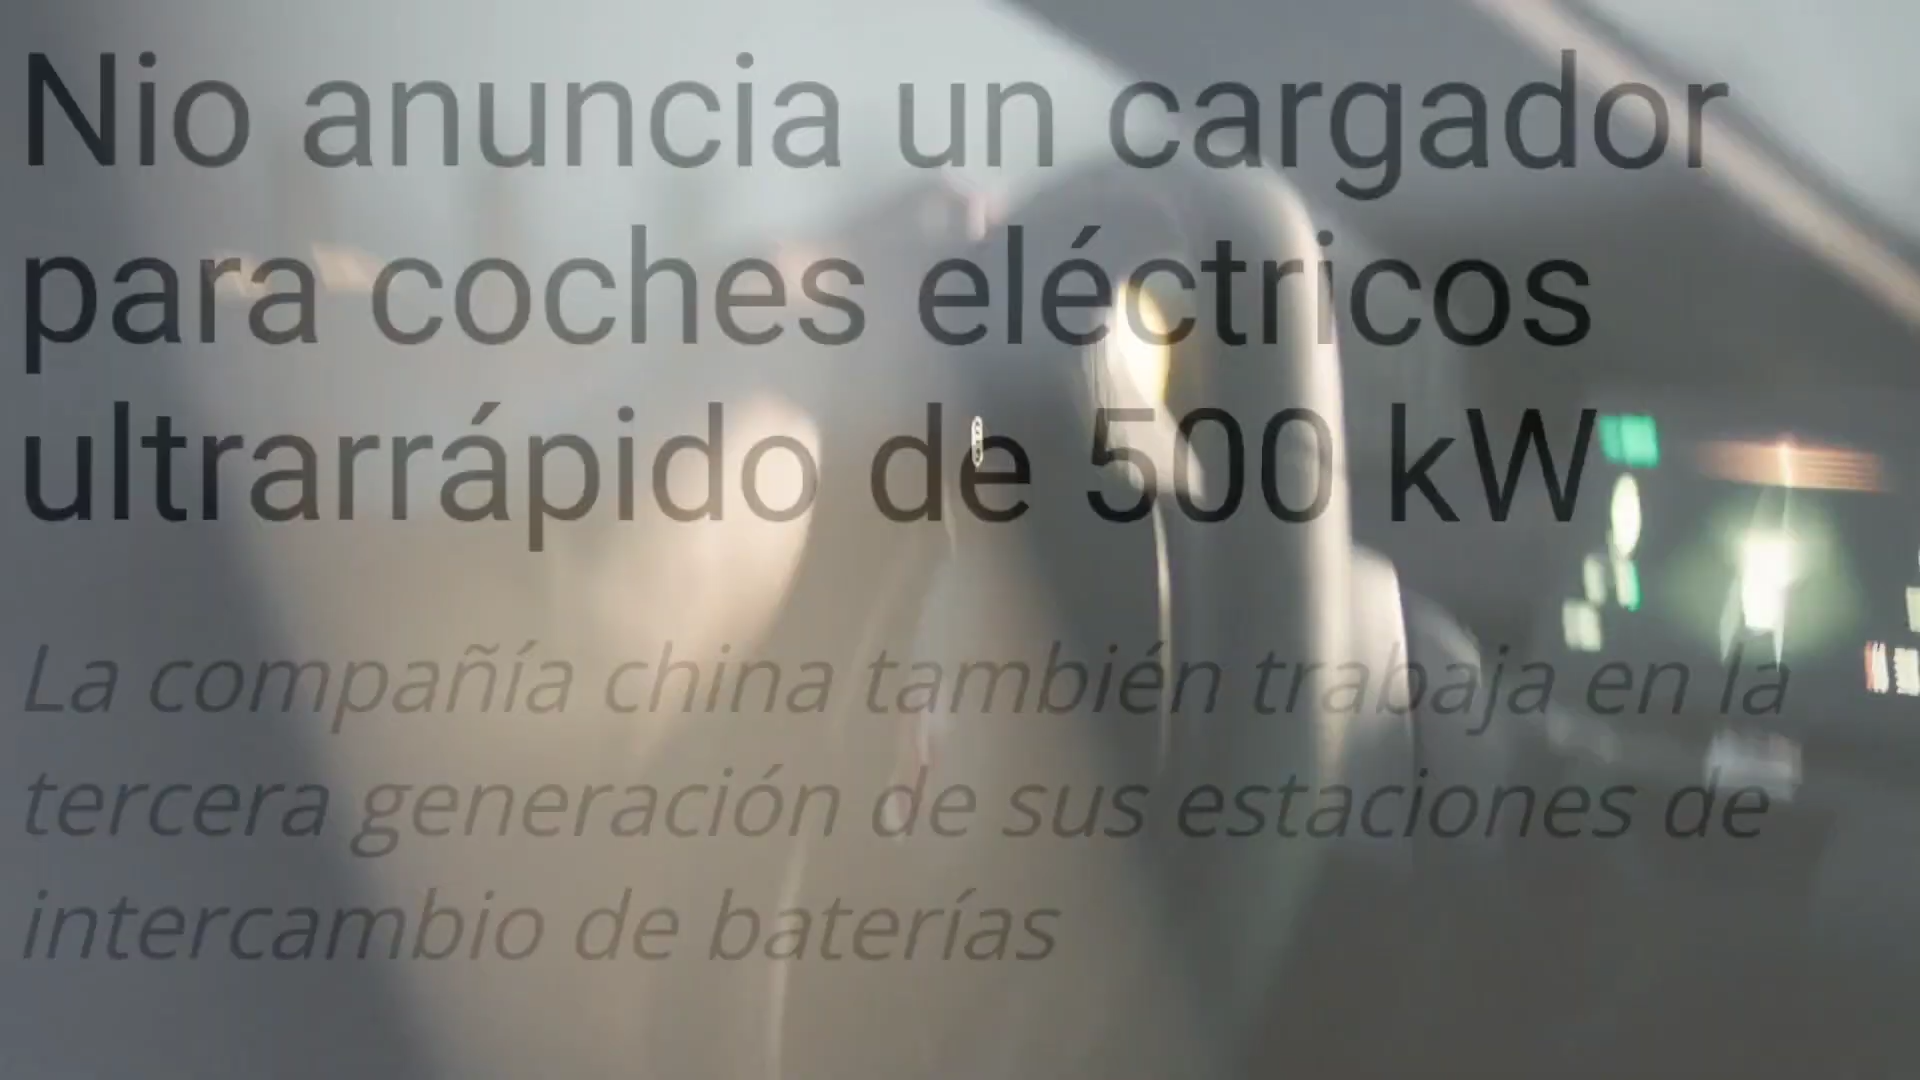 Nio anuncia un cargador
para coches eléctricos
ultrarrápido de 500 kW
La compañía china también trabaja en la
tercera generación de sus estaciones de
intercambio de baterías